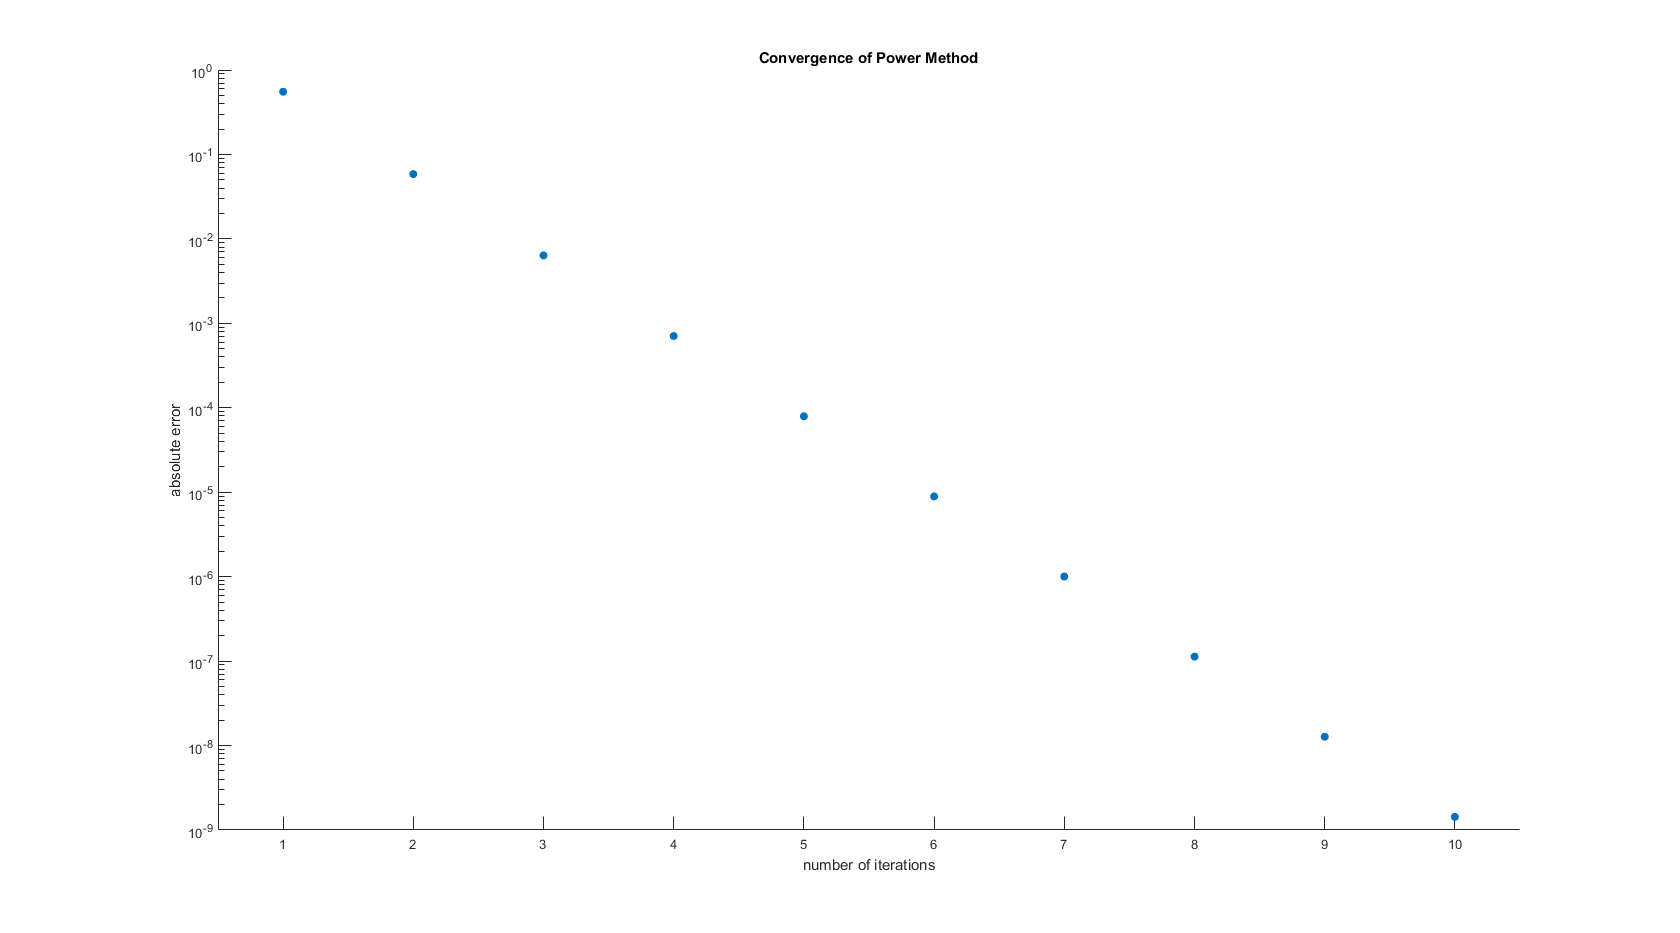 Convergence of Power Method
10^0
10^-1
10^-2
10^-3
10^-4
10^-5
10^-6
10^-7
10^-8
10^-9
absolute error
1 2 3 4 5 6 7 8 9 10
number of iterations